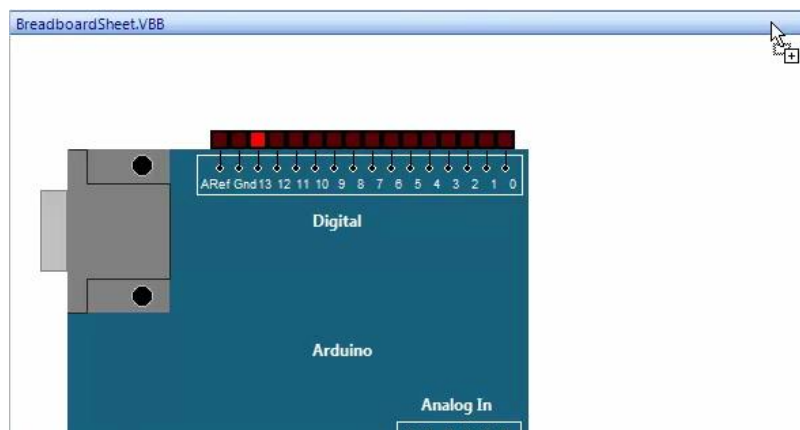 BreadboardSheet.VBB
ARef Gnd 13 12 11 10 9 8 7 6 5 4 3 2 1 0
Digital
Arduino
Analog In